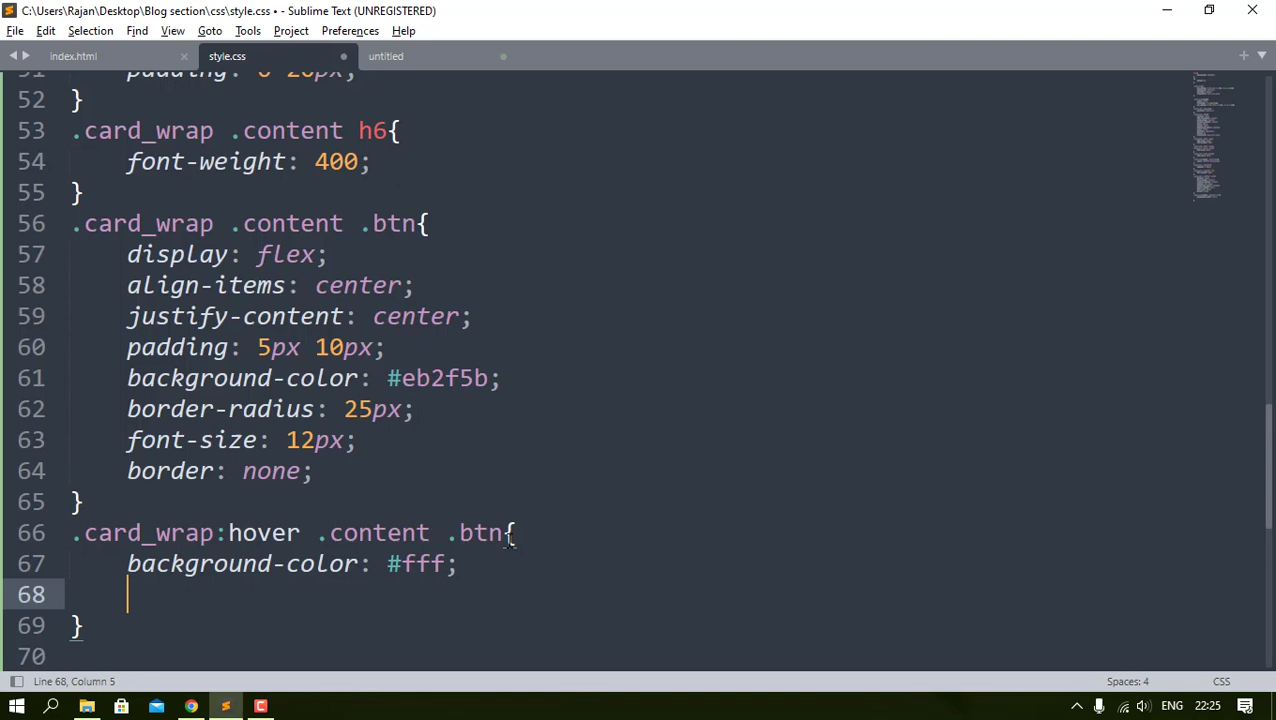 C:\Users\Rajan\Desktop\Blog section\css\style.css • - Sublime Text (UNREGISTERED)
File Edit Selection Find View Goto Tools Project Preferences Help
index.html style.css untitled
51 padding: 0 20px;
52 }
53 .card_wrap .content h6{
54 font-weight: 400;
55 }
56 .card_wrap .content .btn{
57 display: flex;
58 align-items: center;
59 justify-content: center;
60 padding: 5px 10px;
61 background-color: #eb2f5b;
62 border-radius: 25px;
63 font-size: 12px;
64 border: none;
65 }
66 .card_wrap:hover .content .btn{
67 background-color: #fff;
68
69 }
70
Line 68, Column 5 Spaces: 4 CSS
ENG 22:25